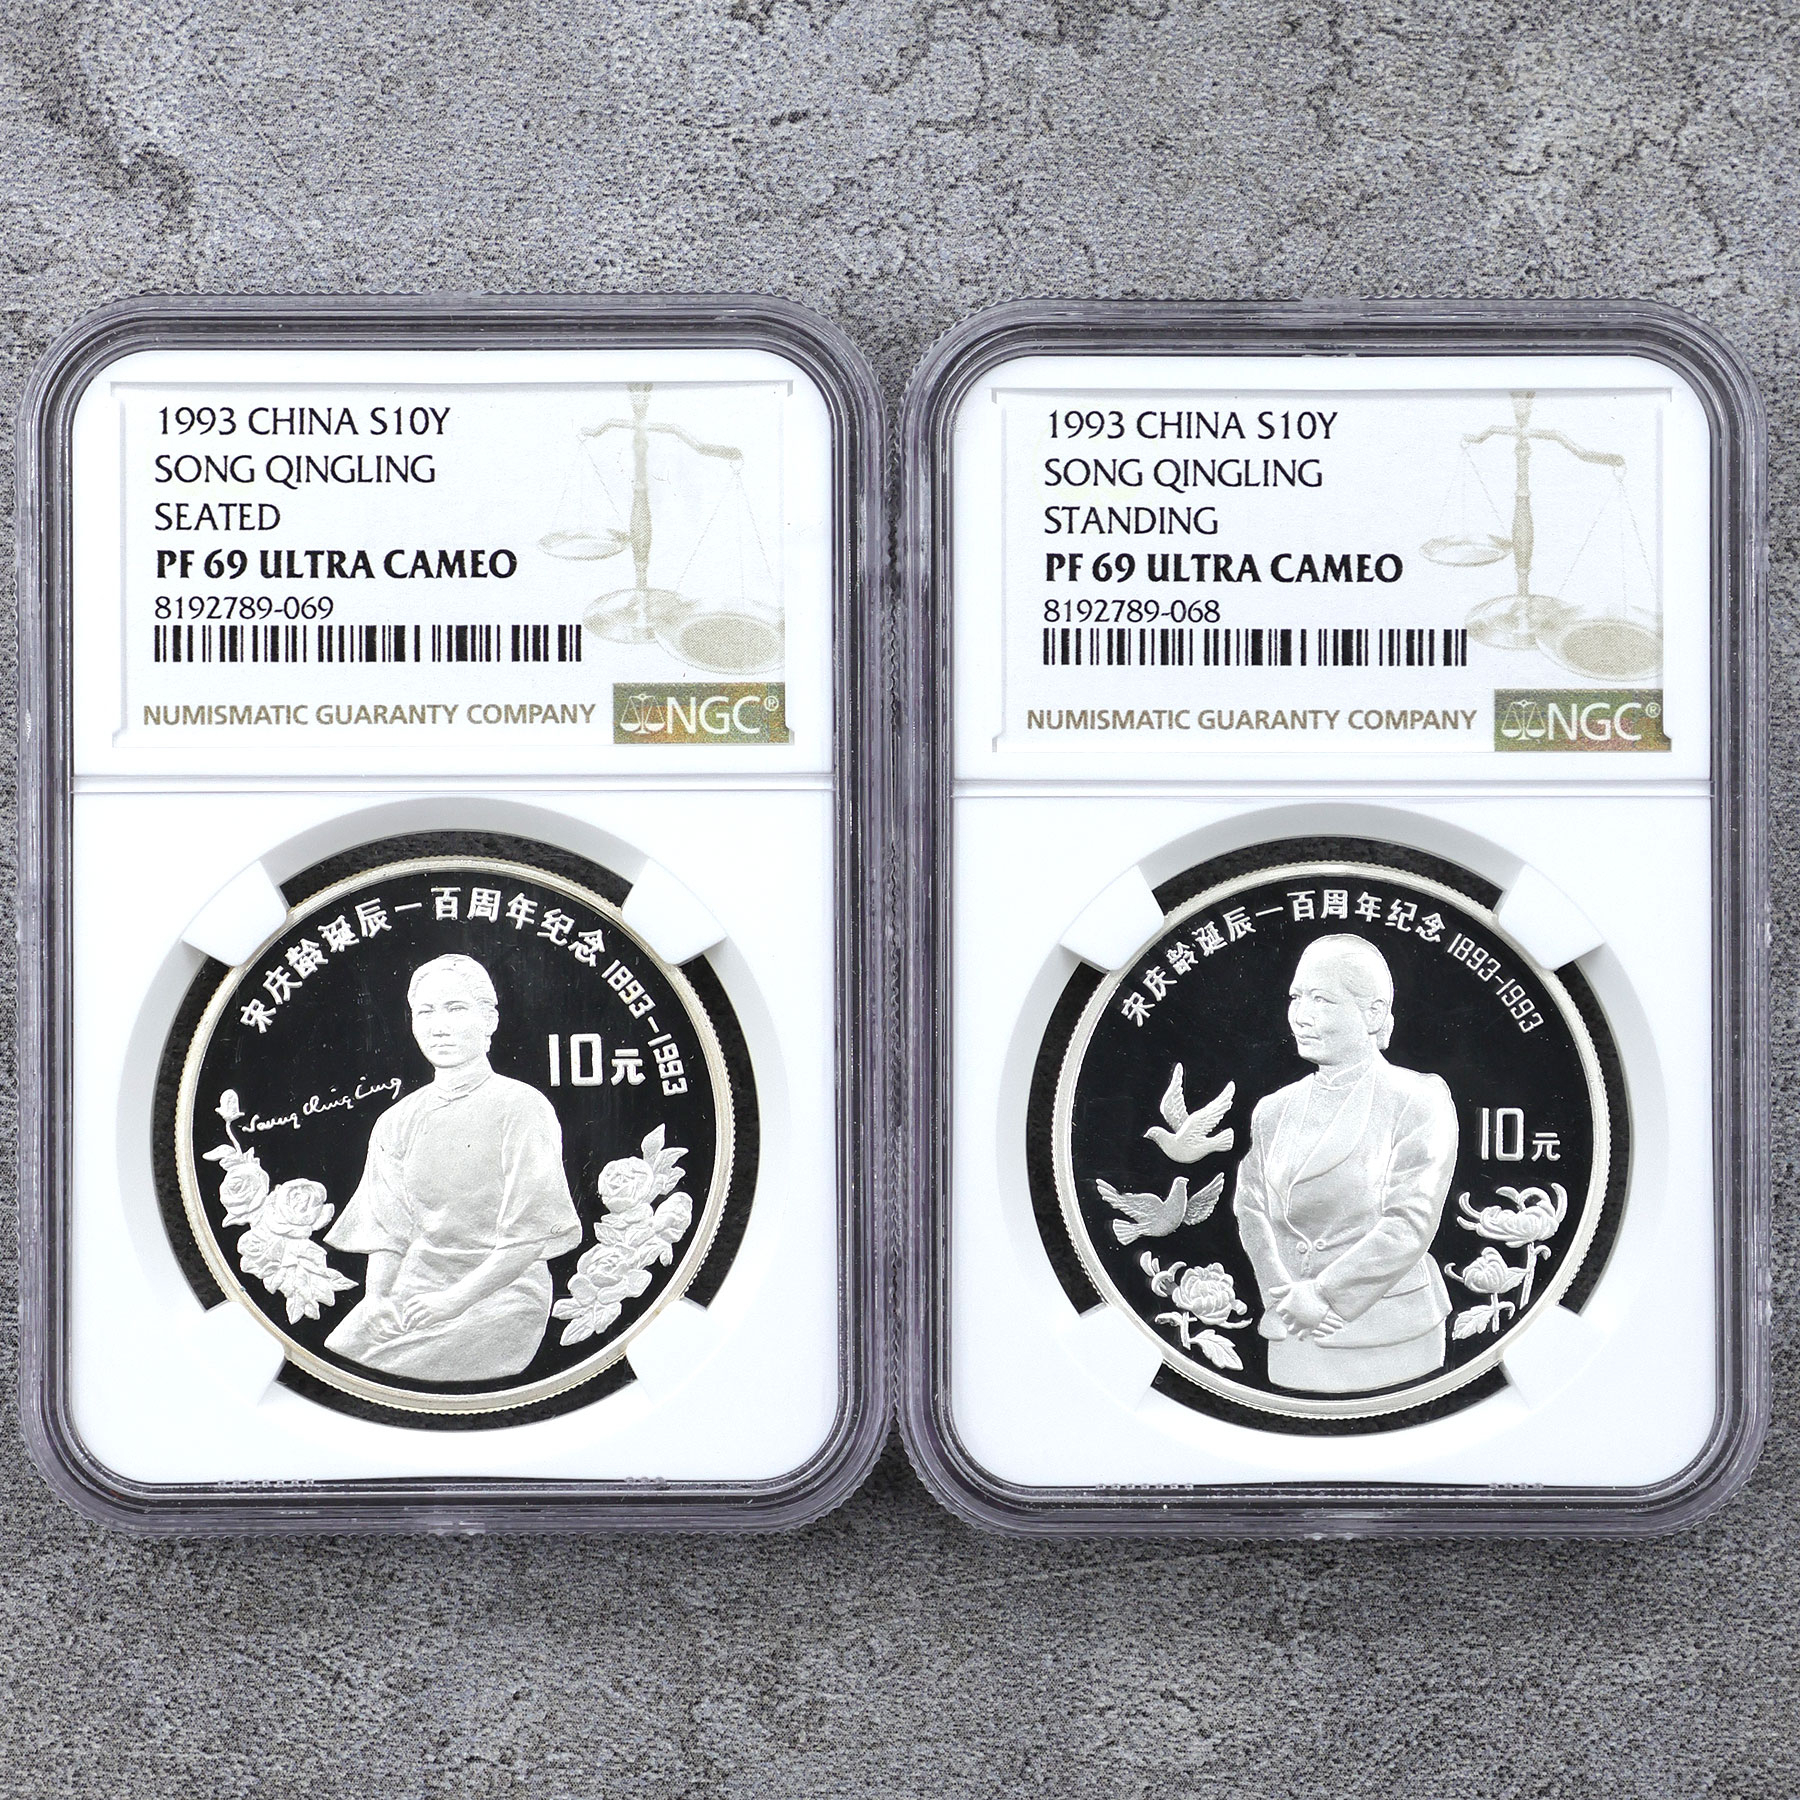 1993 CHINA S10Y
SONG QINGLING
SEATED
PF 69 ULTRA CAMEO
8192789-069
NUMISMATIC GUARANTY COMPANY
NGC®
宋庆龄诞辰一百周年纪念 1893-1993
10元
Soong Ching Ling
1993 CHINA S10Y
SONG QINGLING
STANDING
PF 69 ULTRA CAMEO
8192789-068
NUMISMATIC GUARANTY COMPANY
NGC®
宋庆龄诞辰一百周年纪念 1893-1993
10元